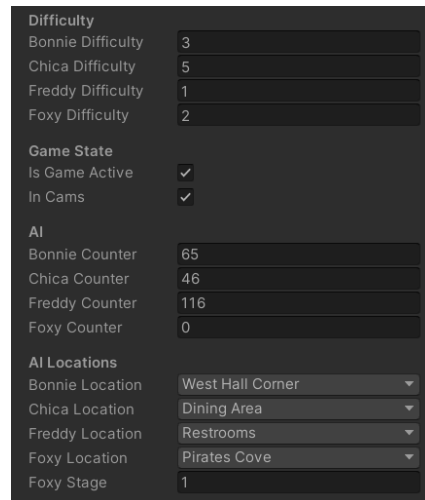 Difficulty
Bonnie Difficulty 3
Chica Difficulty 5
Freddy Difficulty 1
Foxy Difficulty 2
Game State
Is Game Active
In Cams
AI
Bonnie Counter 65
Chica Counter 46
Freddy Counter 116
Foxy Counter 0
AI Locations
Bonnie Location West Hall Corner
Chica Location Dining Area
Freddy Location Restrooms
Foxy Location Pirates Cove
Foxy Stage 1